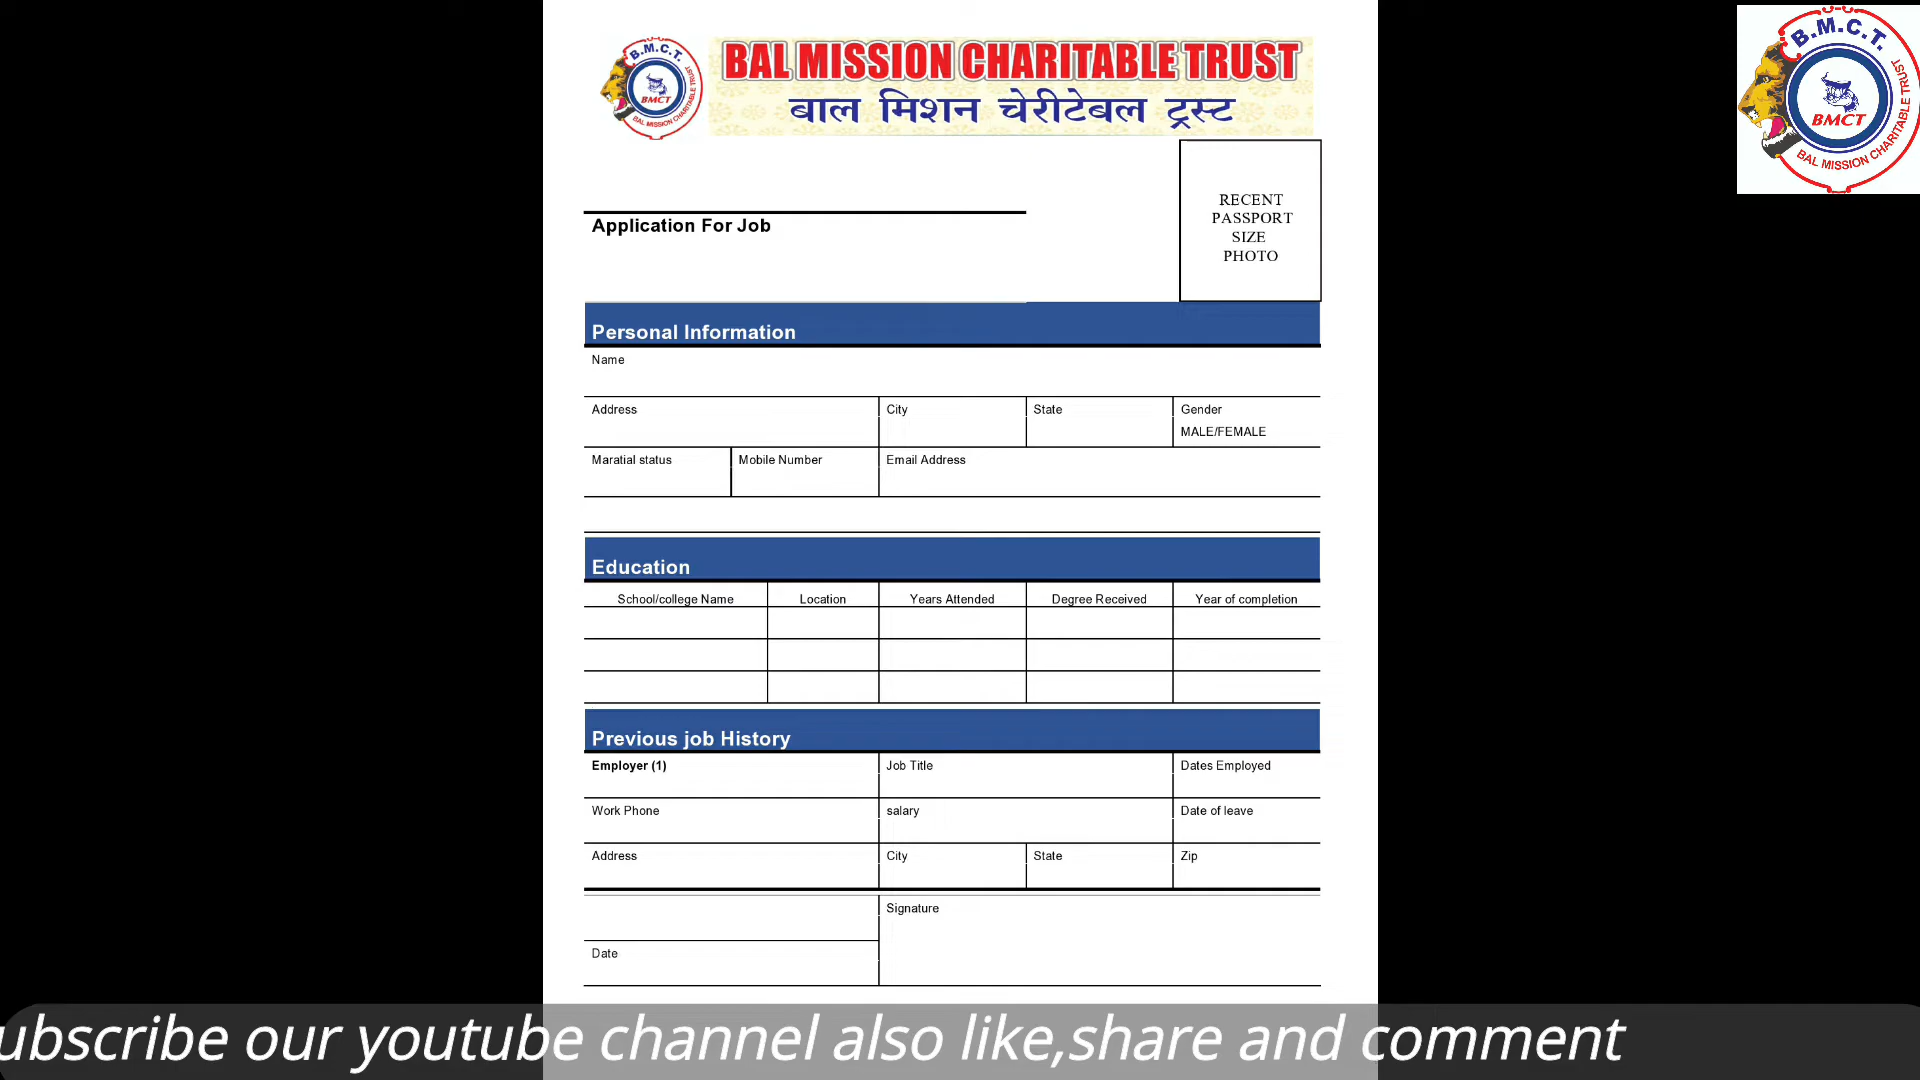 B.M.C.T.
BMCT
BAL MISSION CHARITABLE TRUST
BAL MISSION CHARITABLE TRUST
बाल मिशन चेरीटेबल ट्रस्ट
B.M.C.T.
BMCT
BAL MISSION CHARITABLE TRUST
RECENT
PASSPORT
SIZE
PHOTO
Application For Job
Personal Information
Name
Address City State Gender
MALE/FEMALE
Maratial status Mobile Number Email Address
Education
School/college Name Location Years Attended Degree Received Year of completion
Previous job History
Employer (1) Job Title Dates Employed
Work Phone salary Date of leave
Address City State Zip
Signature
Date
ubscribe our youtube channel also like,share and comment